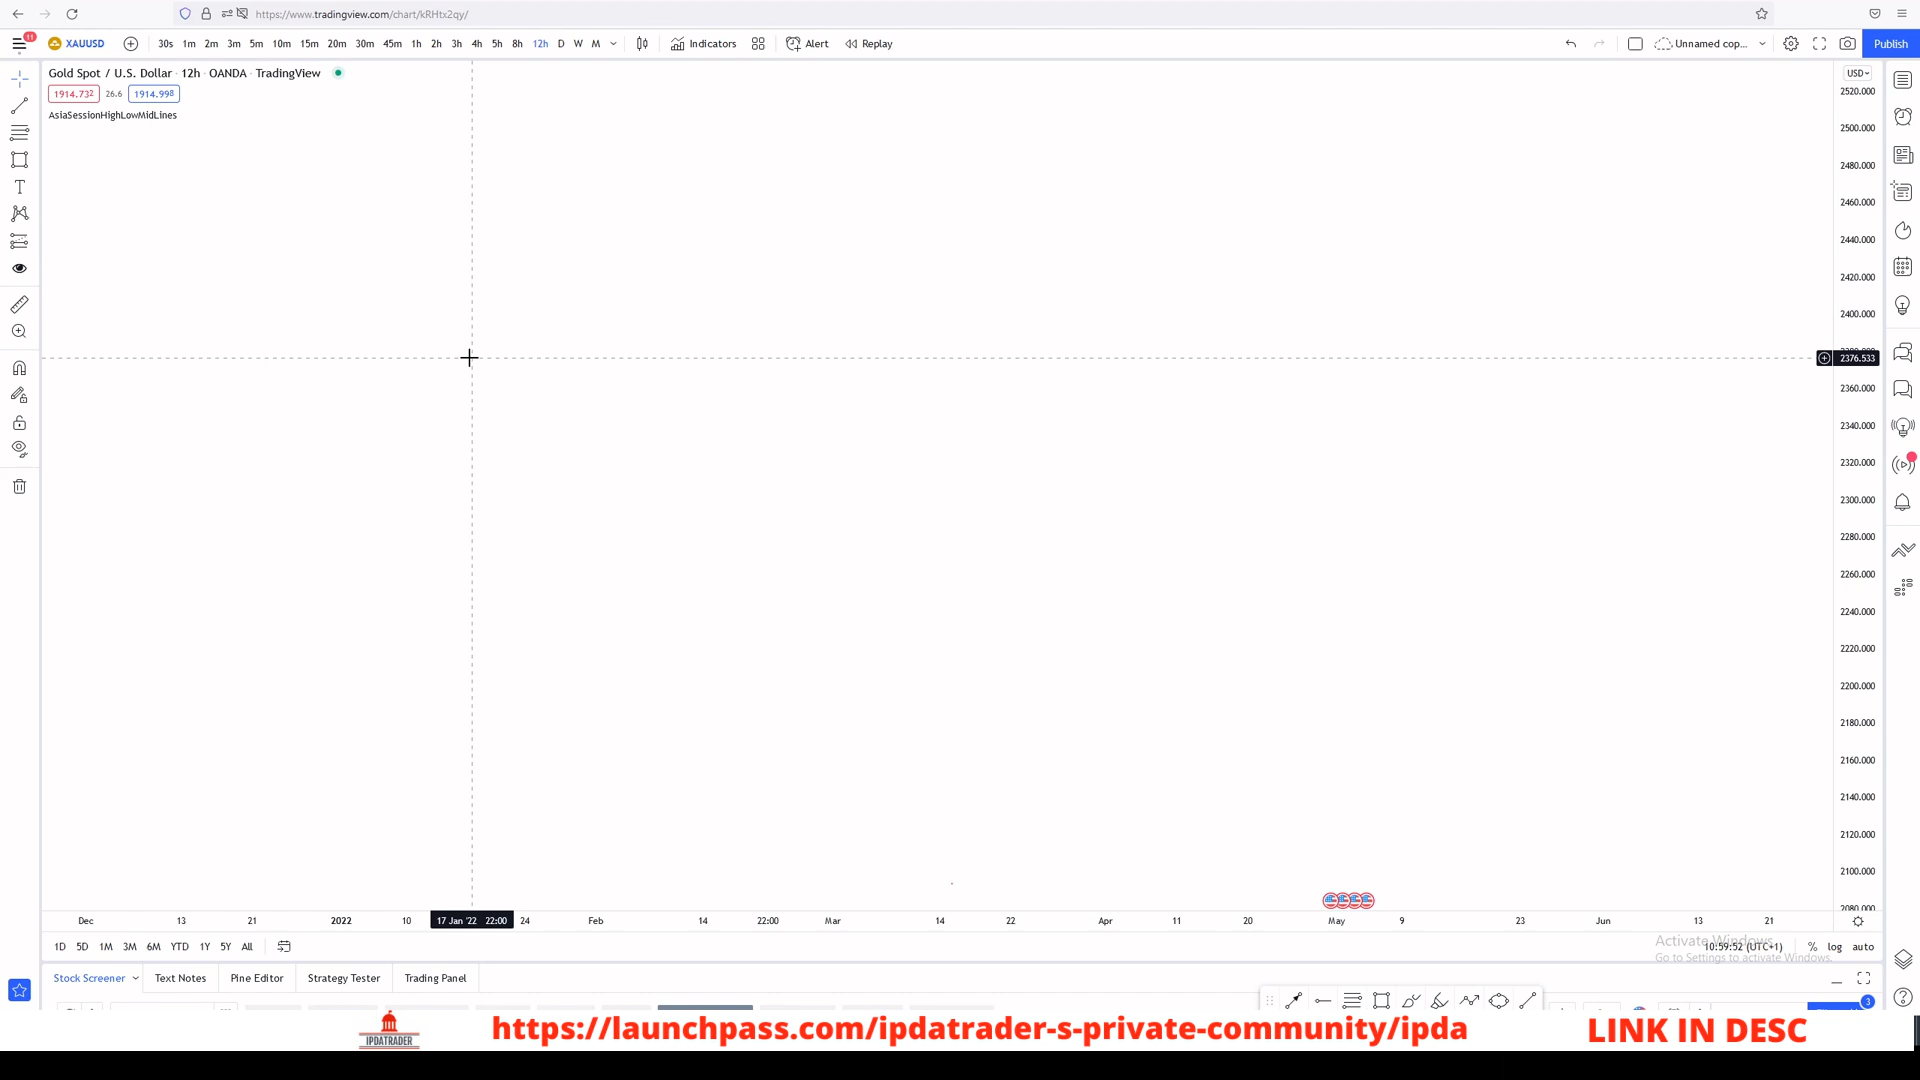 https://www.tradingview.com/chart/kRHtx2qy/
11 XAUUSD 30s 1m 2m 3m 5m 10m 15m 20m 30m 45m 1h 2h 3h 4h 5h 8h 12h D W M Indicators Alert Replay Unnamed cop... Publish
Gold Spot / U.S. Dollar · 12h · OANDA · TradingView
USD
1914.732 26.6 1914.998
AsiaSessionHighLowMidLines
2520.000
2500.000
2480.000
2460.000
2440.000
2420.000
2400.000
2376.533
2360.000
2340.000
2320.000
2300.000
2280.000
2260.000
2240.000
2220.000
2200.000
2180.000
2160.000
2140.000
2120.000
2100.000
2080.000
Dec 13 21 2022 10 17 Jan '22 22:00 24 Feb 14 22:00 Mar 14 22 Apr 11 20 May 9 23 Jun 13 21
1D 5D 1M 3M 6M YTD 1Y 5Y All 10:59:52 (UTC+1) % log auto
Activate Windows
Go to Settings to activate Windows.
Stock Screener Text Notes Pine Editor Strategy Tester Trading Panel
3
IPDATRADER
https://launchpass.com/ipdatrader-s-private-community/ipda LINK IN DESC